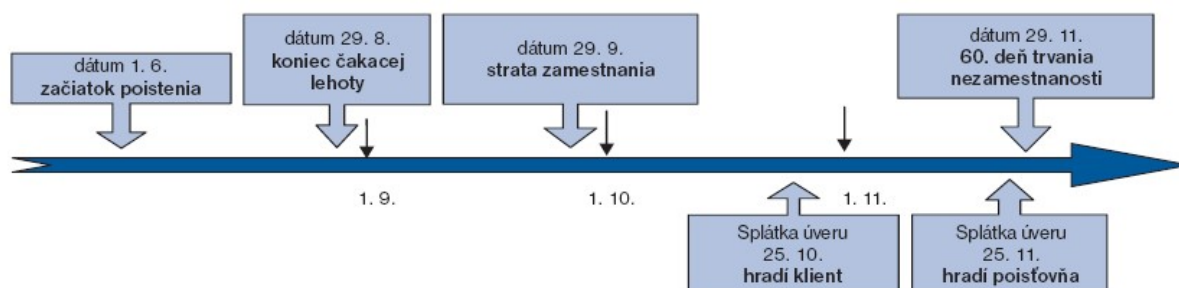 dátum 1. 6.
začiatok poistenia
dátum 29. 8.
koniec čakacej
lehoty
dátum 29. 9.
strata zamestnania
dátum 29. 11.
60. deň trvania
nezamestnanosti
1. 9.
1. 10.
1. 11.
Splátka úveru
25. 10.
hradí klient
Splátka úveru
25. 11.
hradí poisťovňa